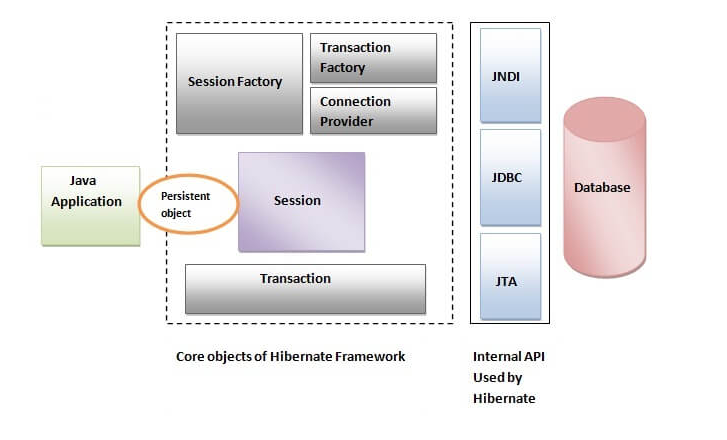 Session Factory
Transaction
Factory
Connection
Provider
Java
Application
Persistent
object
Session
Transaction
JNDI
JDBC
JTA
Database
Core objects of Hibernate Framework
Internal API
Used by
Hibernate